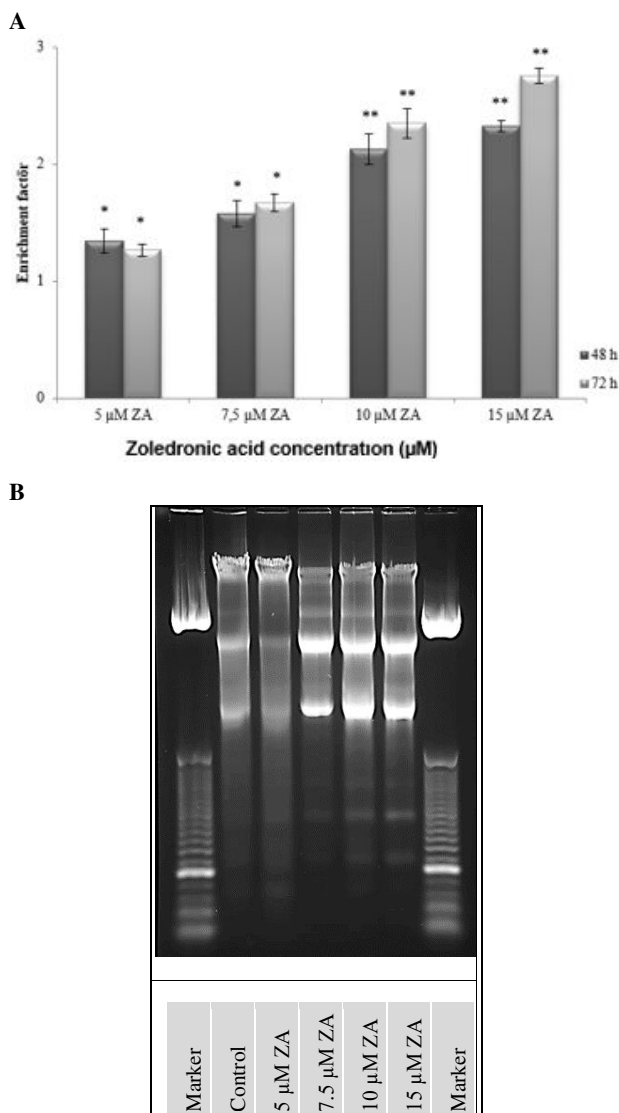 A
3
2
1
0
Enrichment factör
* * * * ** ** ** **
48 h
72 h
5 µM ZA 7,5 µM ZA 10 µM ZA 15 µM ZA
Zoledronic acid concentratıon (µM)
B
Marker
Control
5 µM ZA
7.5 µM ZA
10 µM ZA
15 µM ZA
Marker